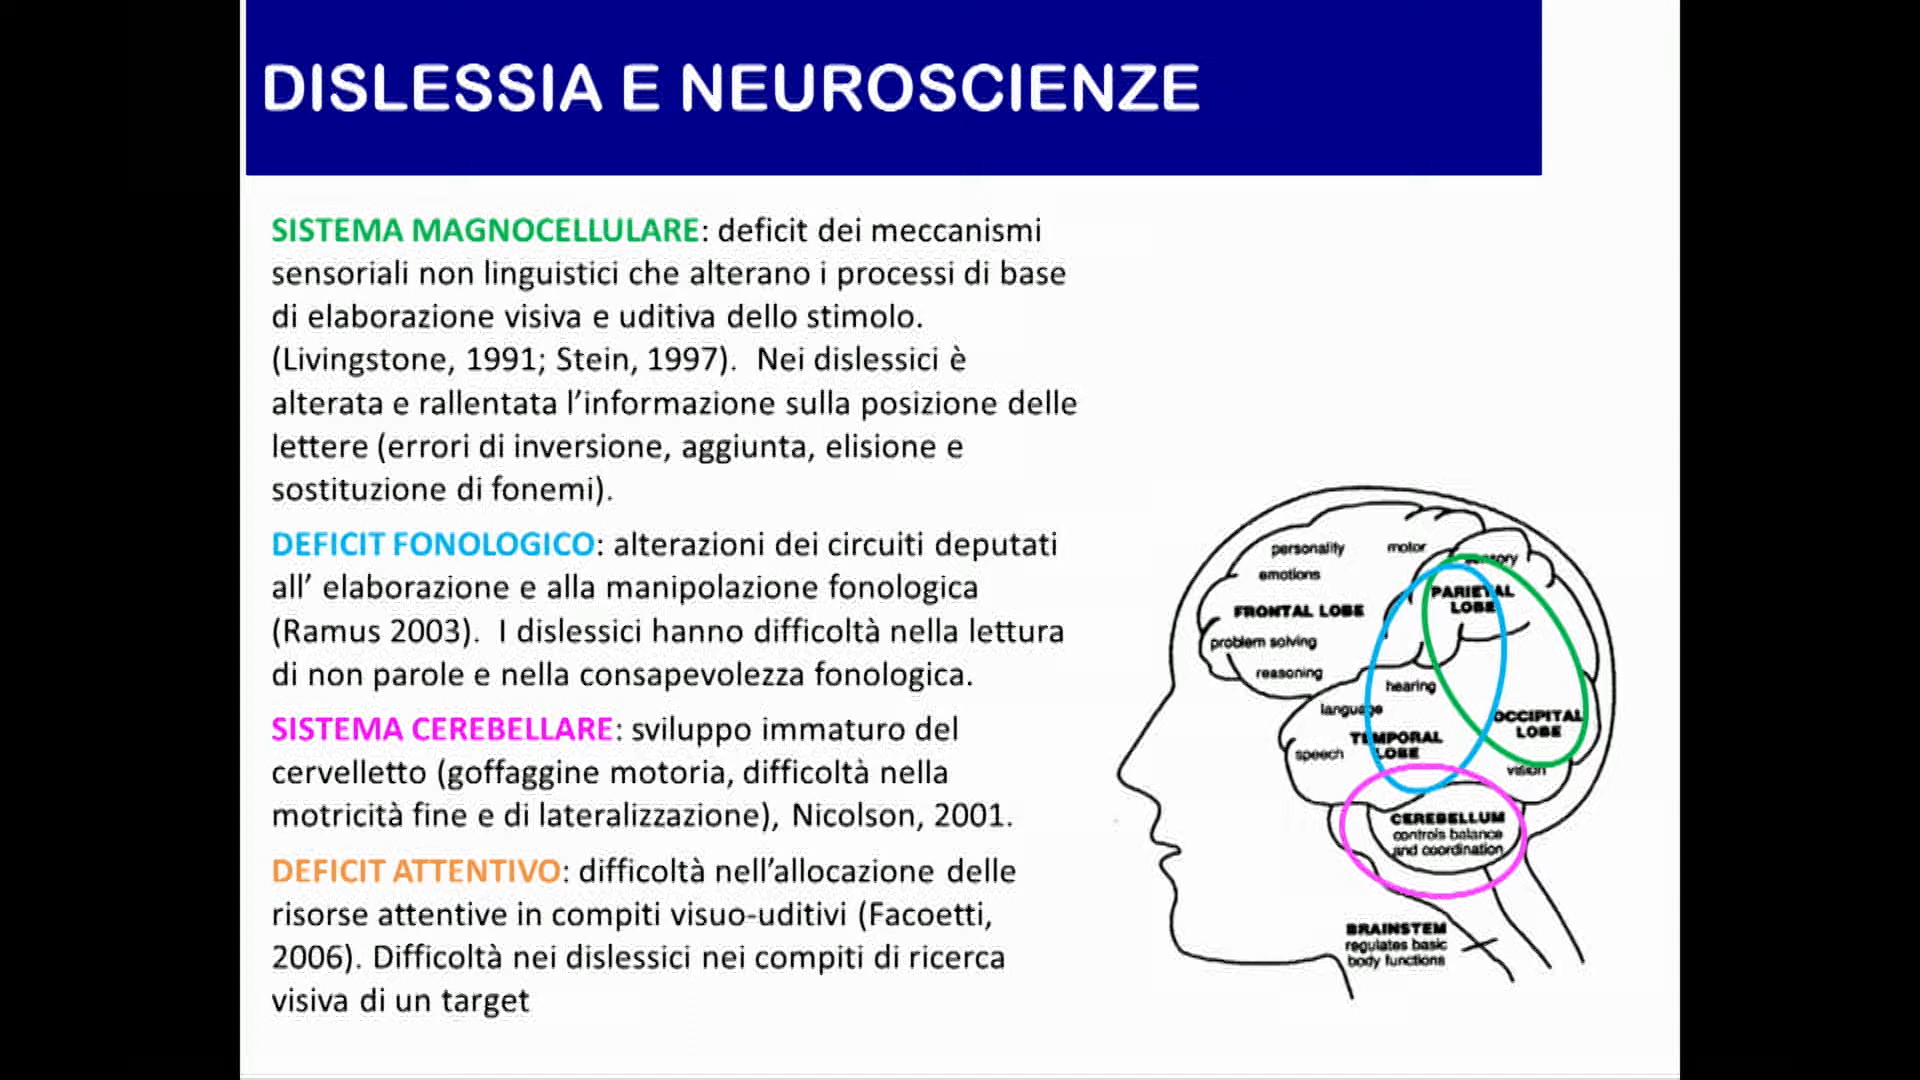 DISLESSIA E NEUROSCIENZE
SISTEMA MAGNOCELLULARE: deficit dei meccanismi
sensoriali non linguistici che alterano i processi di base
di elaborazione visiva e uditiva dello stimolo.
(Livingstone, 1991; Stein, 1997).  Nei dislessici è
alterata e rallentata l’informazione sulla posizione delle
lettere (errori di inversione, aggiunta, elisione e
sostituzione di fonemi).
DEFICIT FONOLOGICO: alterazioni dei circuiti deputati
all’ elaborazione e alla manipolazione fonologica
(Ramus 2003).  I dislessici hanno difficoltà nella lettura
di non parole e nella consapevolezza fonologica.
SISTEMA CEREBELLARE: sviluppo immaturo del
cervelletto (goffaggine motoria, difficoltà nella
motricità fine e di lateralizzazione), Nicolson, 2001.
DEFICIT ATTENTIVO: difficoltà nell’allocazione delle
risorse attentive in compiti visuo-uditivi (Facoetti,
2006). Difficoltà nei dislessici nei compiti di ricerca
visiva di un target
personality
motor
sensory
emotions
PARIETAL
LOBE
FRONTAL LOBE
problem solving
reasoning
hearing
language
OCCIPITAL
LOBE
TEMPORAL
LOBE
speech
vision
CEREBELLUM
controls balance
and coordination
BRAINSTEM
regulates basic
body functions